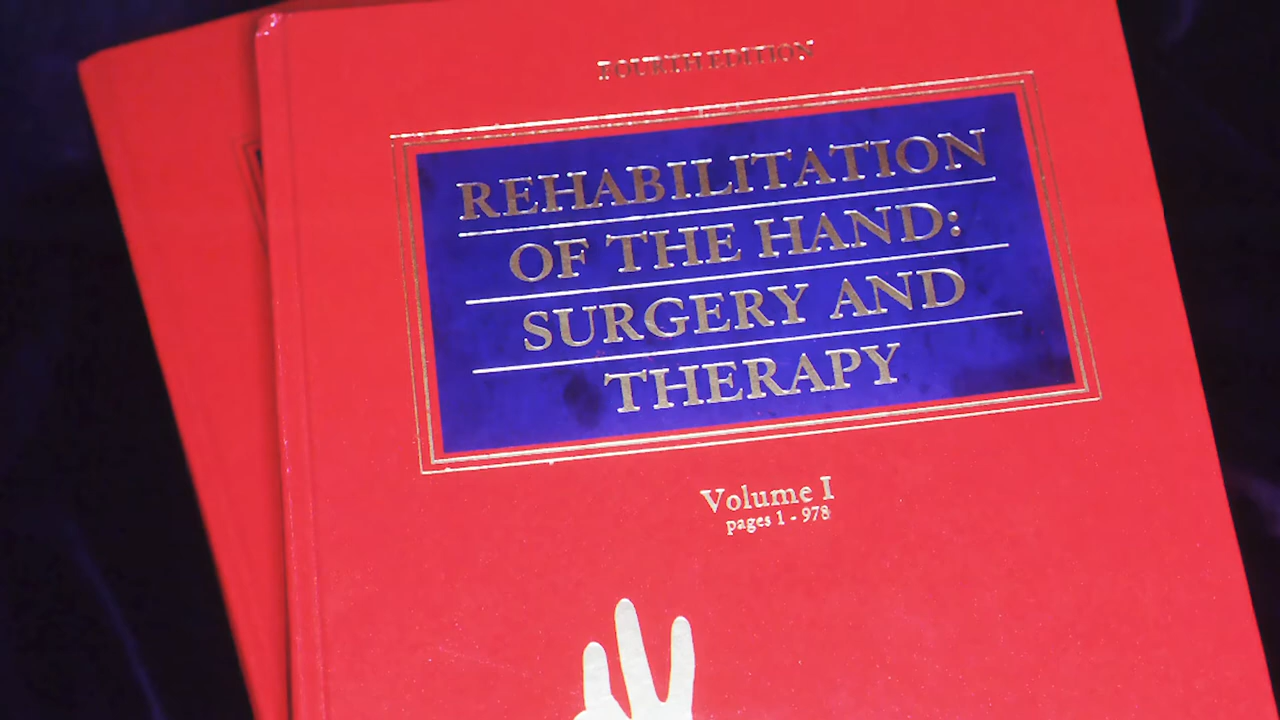 FOURTH EDITION
REHABILITATION
OF THE HAND:
SURGERY AND
THERAPY
Volume I
pages 1 - 978